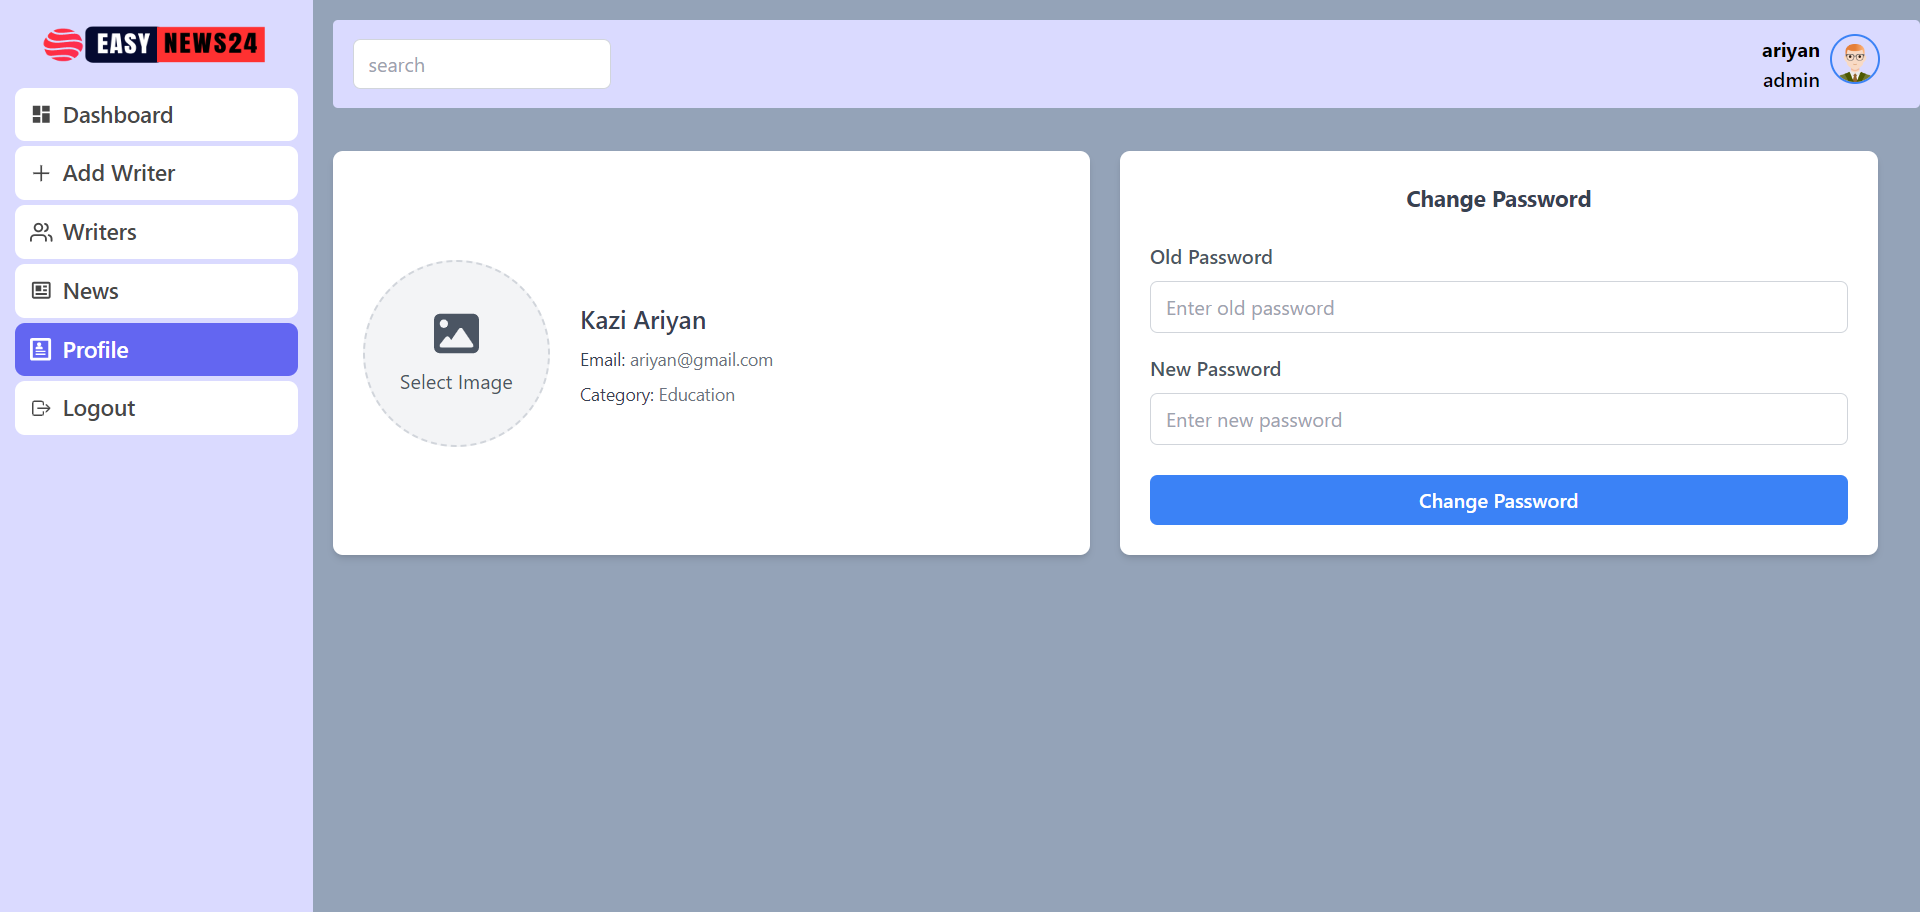 EASY NEWS24
Dashboard
Add Writer
Writers
News
Profile
Logout
search
ariyan
admin
Select Image
Kazi Ariyan
Email: ariyan@gmail.com
Category: Education
Change Password
Old Password
Enter old password
New Password
Enter new password
Change Password